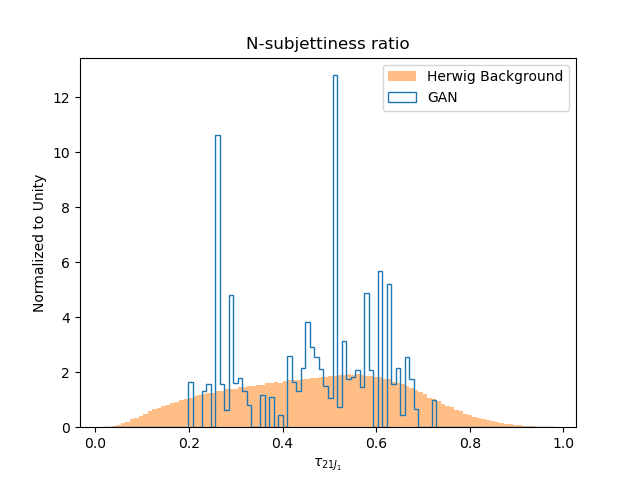 N-subjettiness ratio
Herwig Background
GAN
Normalized to Unity
12
10
8
6
4
2
0
0.0 0.2 0.4 0.6 0.8 1.0
τ₂₁J₁